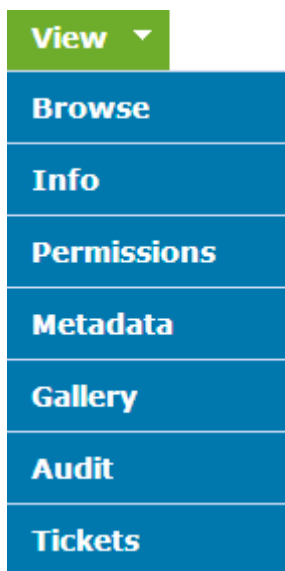 View
Browse
Info
Permissions
Metadata
Gallery
Audit
Tickets